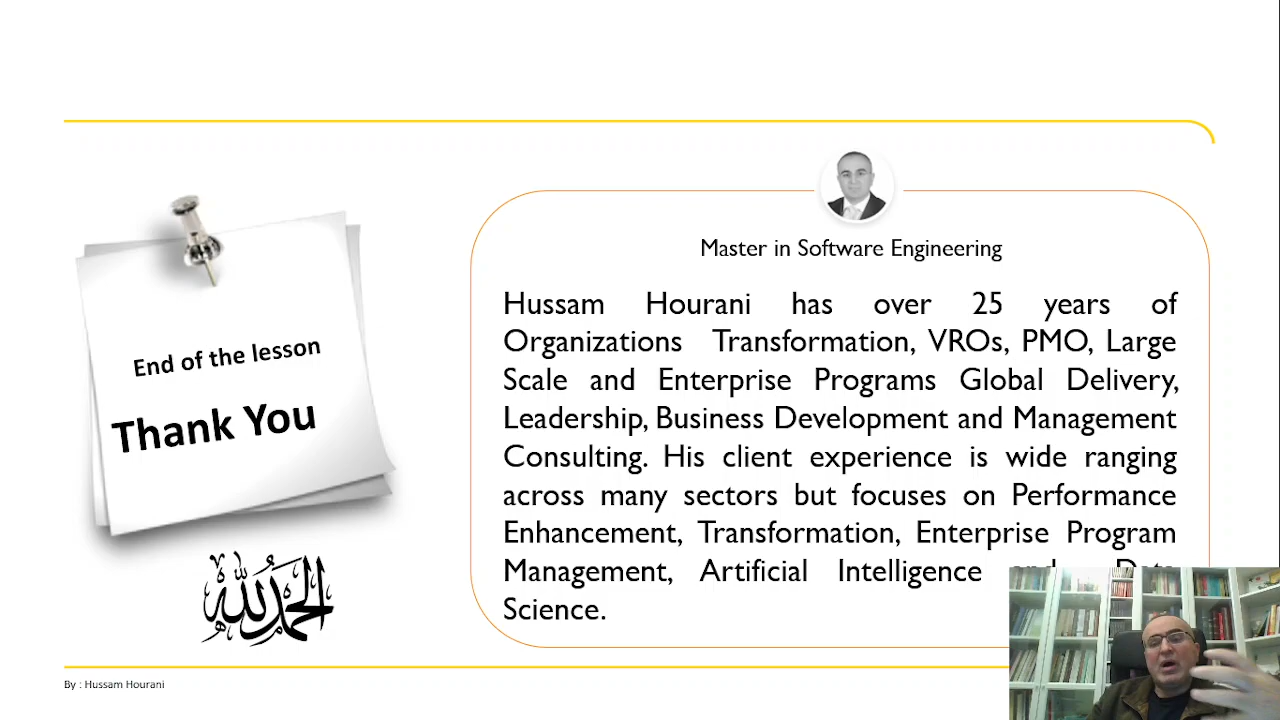 End of the lesson
Thank You
الحمد لله
Master in Software Engineering
Hussam Hourani has over 25 years of
Organizations Transformation, VROs, PMO, Large
Scale and Enterprise Programs Global Delivery,
Leadership, Business Development and Management
Consulting. His client experience is wide ranging
across many sectors but focuses on Performance
Enhancement, Transformation, Enterprise Program
Management, Artificial Intelligence and Data
Science.
By : Hussam Hourani